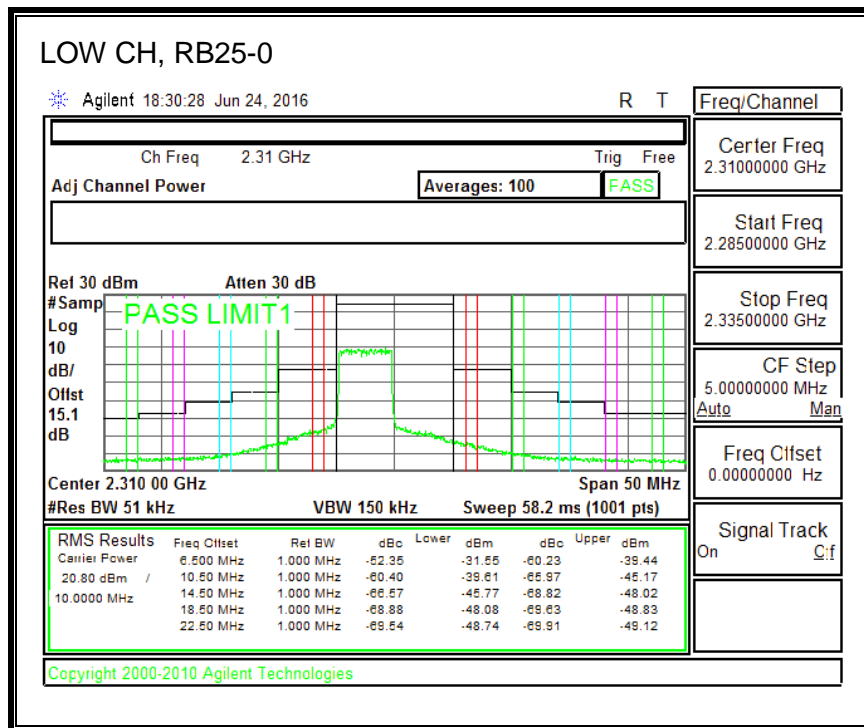 LOW CH, RB25-0
Agilent 18:30:28 Jun 24, 2016 R T
Freq/Channel
Ch Freq 2.31 GHz Trig Free
Adj Channel Power Averages: 100 PASS
Center Freq
2.31000000 GHz
Start Freq
2.28500000 GHz
Stop Freq
2.33500000 GHz
CF Step
5.00000000 MHz
Auto Man
Freq Offset
0.00000000 Hz
Signal Track
On Off
Ref 30 dBm Atten 30 dB
#Samp
Log
10
dB/
Offst
15.1
dB
PASS LIMIT1
Center 2.310 00 GHz Span 50 MHz
#Res BW 51 kHz VBW 150 kHz Sweep 58.2 ms (1001 pts)
RMS Results Freq Offset Ref BW dBc Lower dBm dBc Upper dBm
Carrier Power 6.500 MHz 1.000 MHz -52.35 -31.55 -60.23 -39.44
20.80 dBm / 10.50 MHz 1.000 MHz -60.40 -39.61 -65.97 -45.17
10.0000 MHz 14.50 MHz 1.000 MHz -66.57 -45.77 -68.82 -48.02
18.50 MHz 1.000 MHz -68.88 -48.08 -69.63 -48.83
22.50 MHz 1.000 MHz -69.54 -48.74 -69.91 -49.12
Copyright 2000-2010 Agilent Technologies